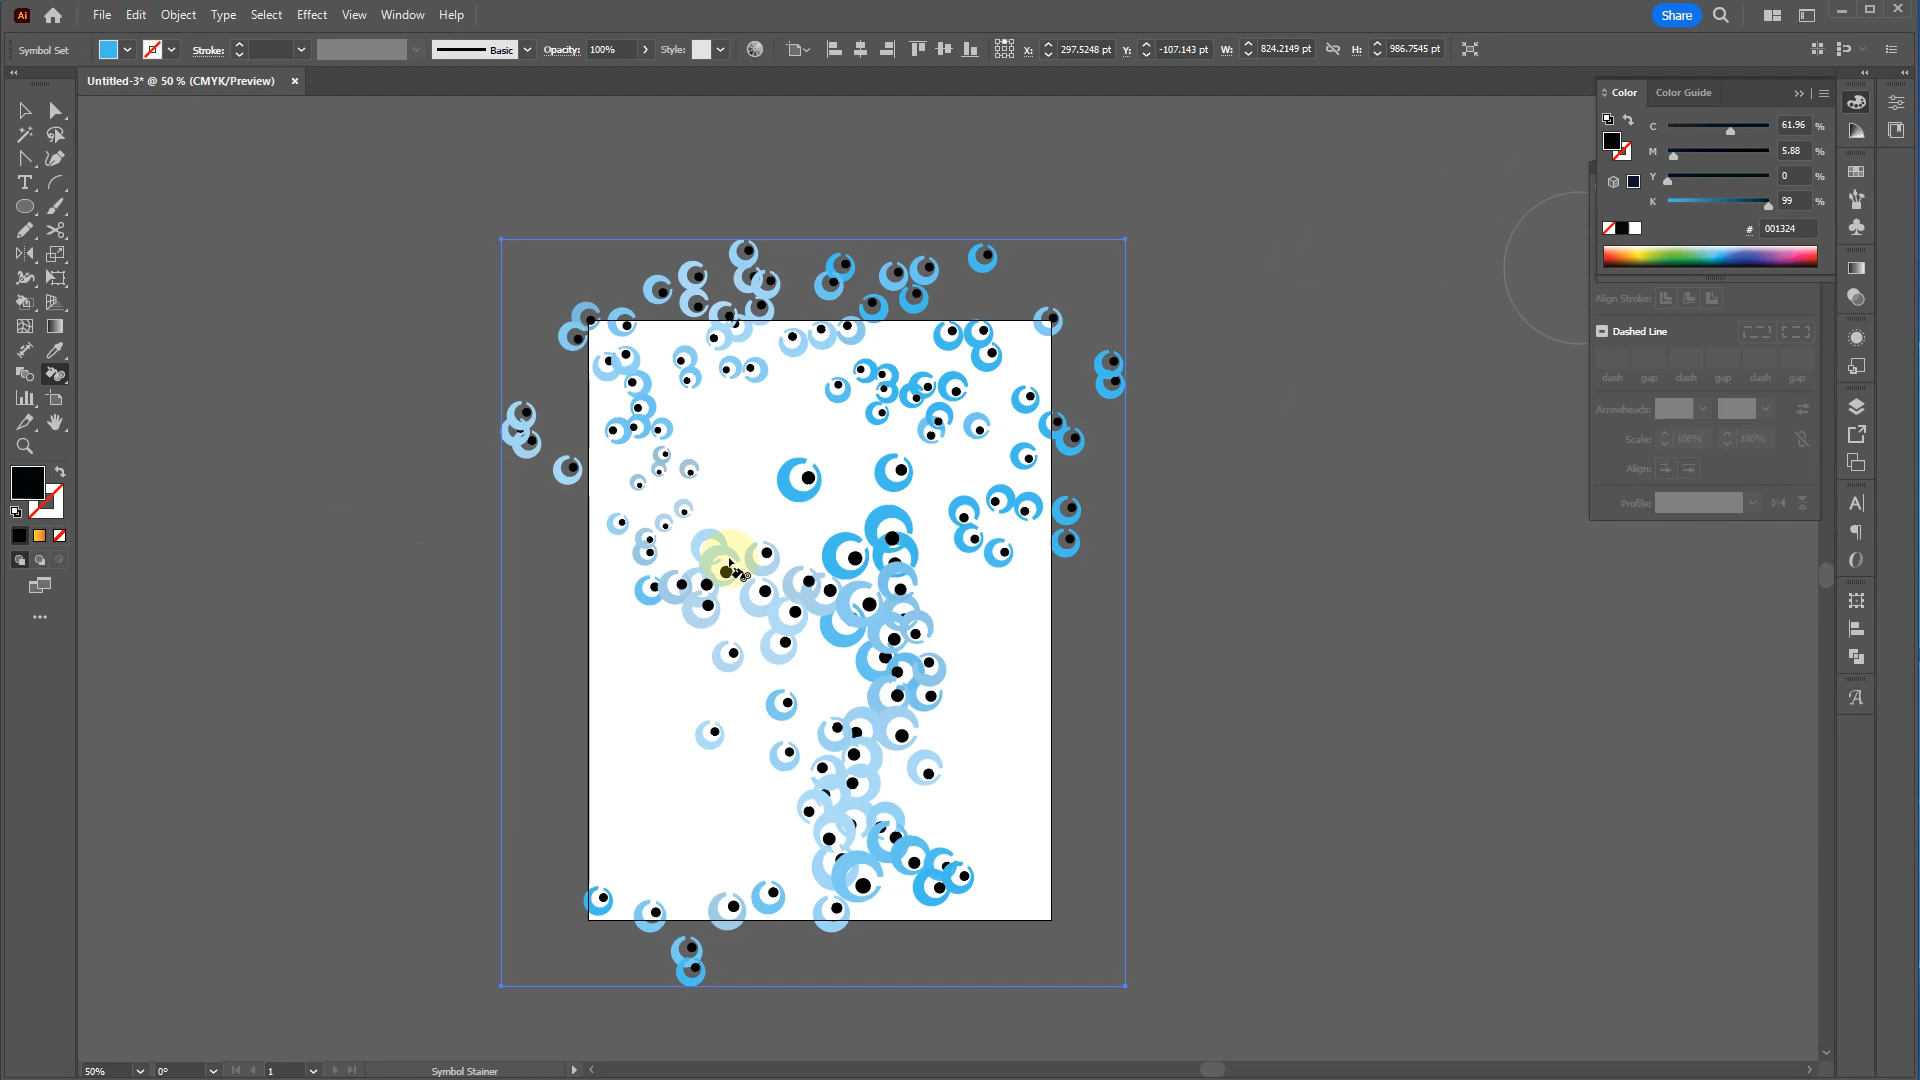 Ai File Edit Object Type Select Effect View Window Help Share
Symbol Set Stroke: Basic Opacity: 100% Style: X: 297.5248 pt Y: -107.143 pt W: 824.2149 pt H: 986.7545 pt
Untitled-3* @ 50 % (CMYK/Preview)
Color Color Guide
C 61.96 %
M 5.88 %
Y 0 %
K 99 %
# 001324
Align Stroke:
Dashed Line
dash gap dash gap dash gap
Arrowheads:
Scale: 100% 100%
Align:
Profile:
50% 0° 1 Symbol Stainer